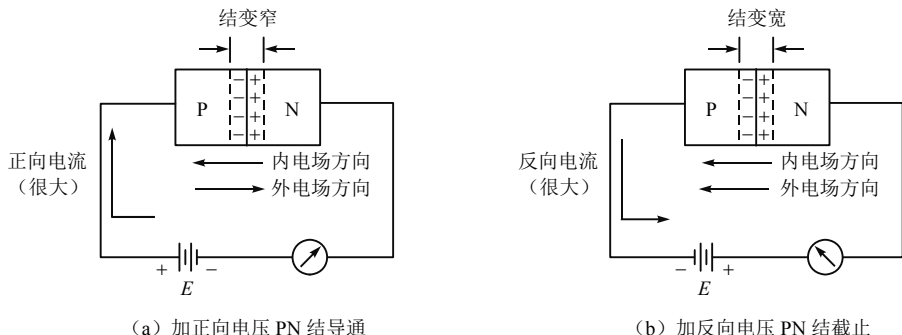 结变窄
P
N
− +
− +
− +
− +
正向电流
（很大）
内电场方向
外电场方向
+ −
E
（a）加正向电压 PN 结导通
结变宽
P
N
− +
− +
− +
− +
反向电流
（很大）
内电场方向
外电场方向
− +
E
（b）加反向电压 PN 结截止